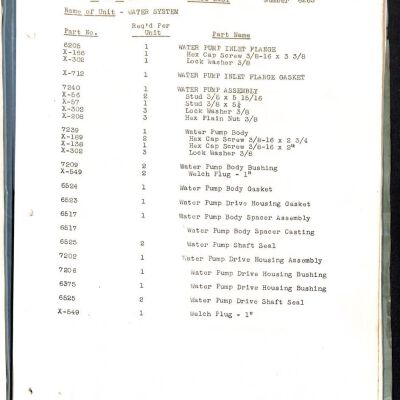 Number 6205
Name of Unit - WATER SYSTEM
Part No. Req'd Per Unit Part Name
6205 1 WATER PUMP INLET FLANGE
X-166 1 Hex Cap Screw 3/8-16 x 3 3/8
X-302 1 Lock Washer 3/8
X-712 1 WATER PUMP INLET FLANGE GASKET
7240 1 WATER PUMP ASSEMBLY
X-56 2 Stud 3/8 x 5 15/16
X-57 1 Stud 3/8 x 5½
X-302 3 Lock Washer 3/8
X-208 3 Hex Plain Nut 3/8
7239 1 Water Pump Body
X-189 2 Hex Cap Screw 3/8-16 x 2 3/4
X-138 1 Hex Cap Screw 3/8-16 x 2"
X-302 3 Lock Washer 3/8
7209 2 Water Pump Body Bushing
X-549 2 Welch Plug - 1"
6524 1 Water Pump Body Gasket
6523 1 Water Pump Drive Housing Gasket
6517 1 Water Pump Body Spacer Assembly
6517 Water Pump Body Spacer Casting
6525 2 Water Pump Shaft Seal
7202 1 Water Pump Drive Housing Assembly
7206 1 Water Pump Drive Housing Bushing
6375 1 Water Pump Drive Housing Bushing
6525 2 Water Pump Drive Shaft Seal
X-549 1 Welch Plug - 1"